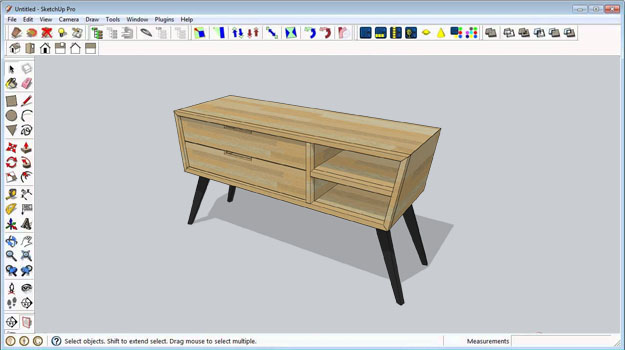 Untitled - SketchUp Pro
File Edit View Camera Draw Tools Window Plugins Help
Select objects. Shift to extend select. Drag mouse to select multiple.
Measurements